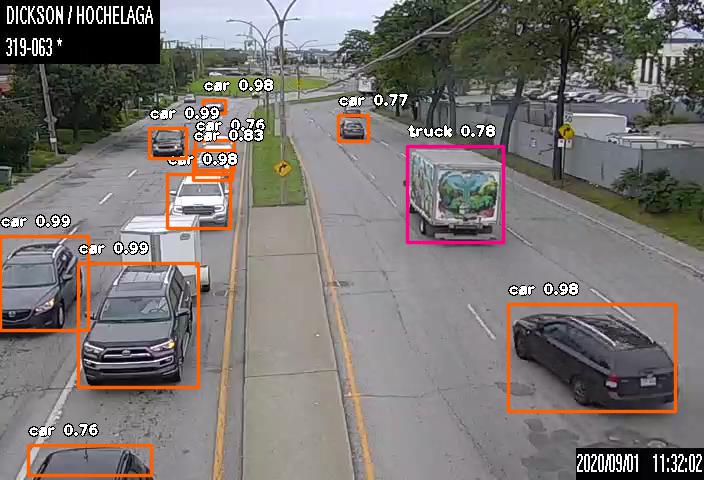 DICKSON / HOCHELAGA
319-063 *
car 0.98
car 0.77
car 0.99
car 0.76
car 0.83
truck 0.78
car 0.98
car 0.99
car 0.99
car 0.98
car 0.76
2020/09/01 11:32:02